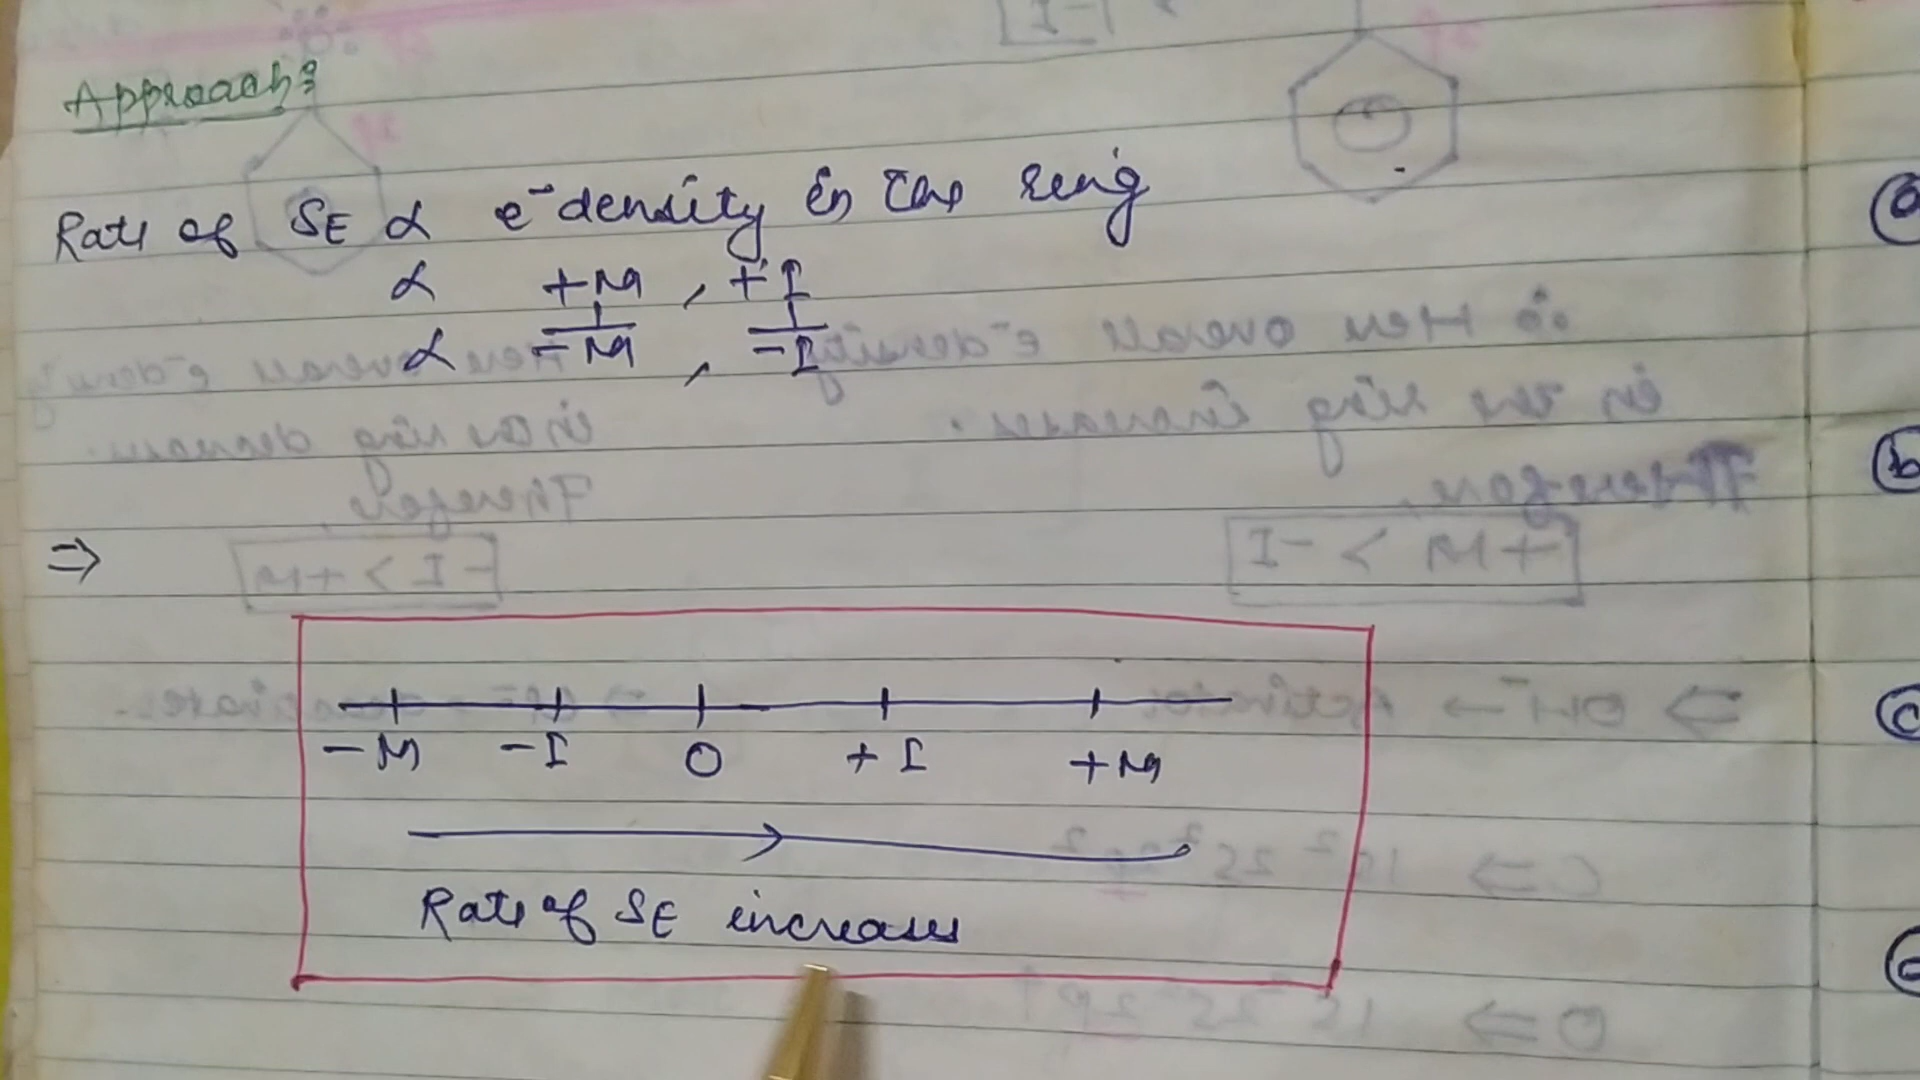 Approach:
Rate of SE α e⁻density in the ring
α +M , +I
α 1/-M , 1/-I
⇒
-M -I 0 +I +M
Rate of SE increases
a
b
c